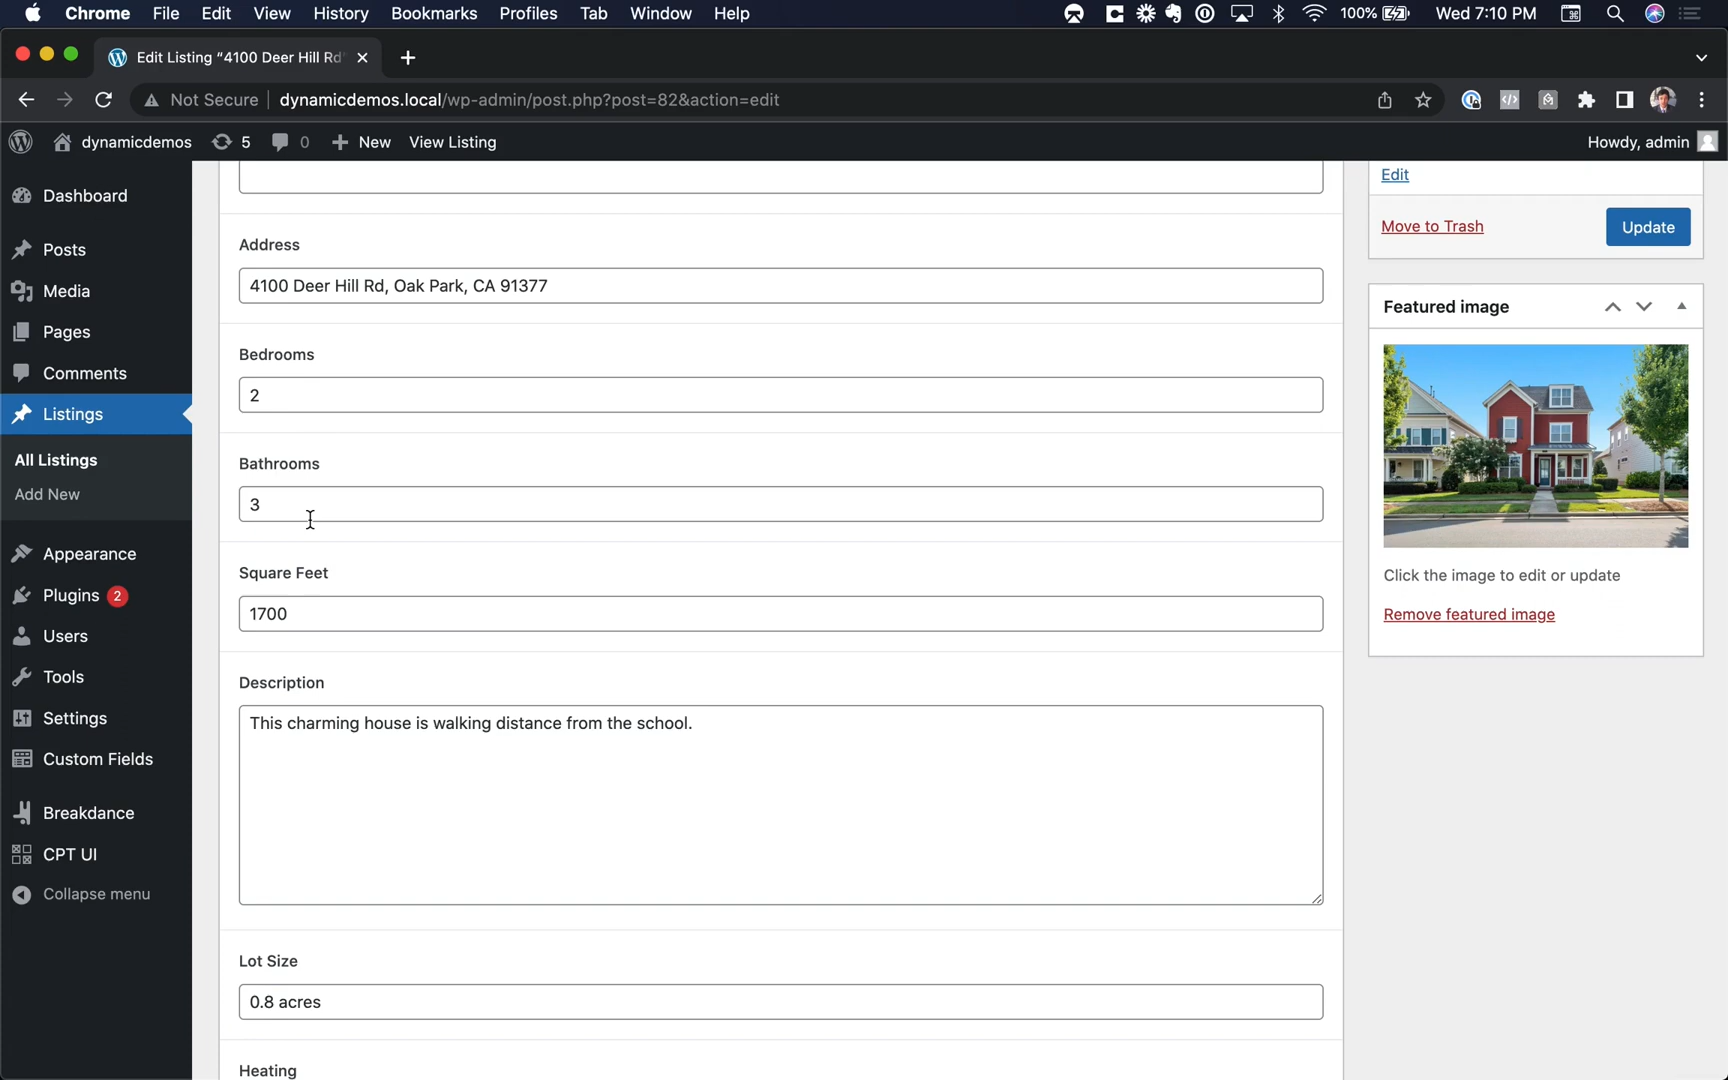 Chrome File Edit View History Bookmarks Profiles Tab Window Help 100% Wed 7:10 PM
Edit Listing “4100 Deer Hill Rd
Not Secure dynamicdemos.local/wp-admin/post.php?post=82&action=edit
dynamicdemos 5 0 New View Listing Howdy, admin
Dashboard
Posts
Media
Pages
Comments
Listings
All Listings
Add New
Appearance
Plugins 2
Users
Tools
Settings
Custom Fields
Breakdance
CPT UI
Collapse menu
Address
4100 Deer Hill Rd, Oak Park, CA 91377
Bedrooms
2
Bathrooms
3
Square Feet
1700
Description
This charming house is walking distance from the school.
Lot Size
0.8 acres
Heating
Edit
Move to Trash Update
Featured image
Click the image to edit or update
Remove featured image